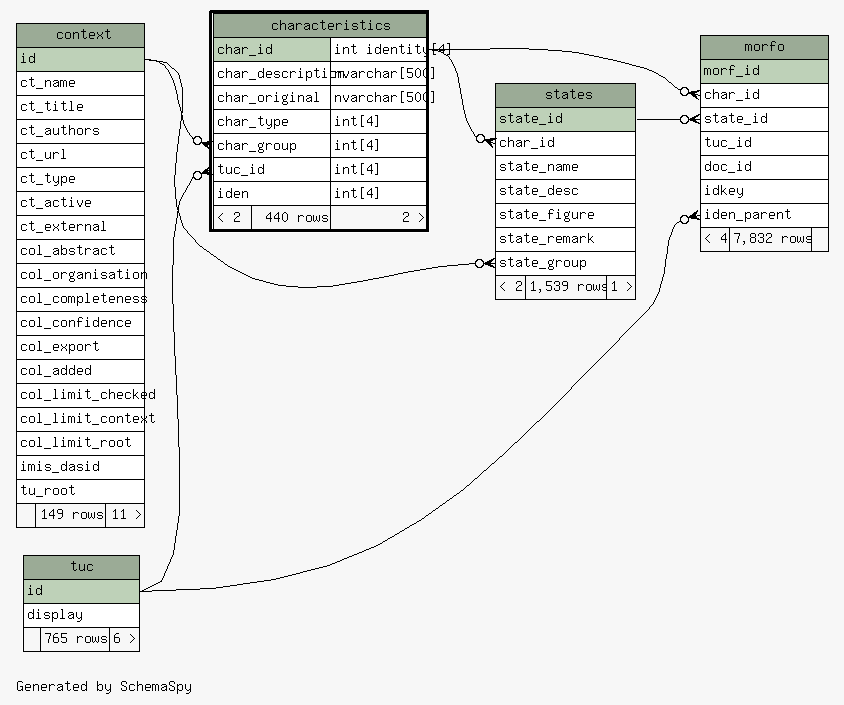 context
id
ct_name
ct_title
ct_authors
ct_url
ct_type
ct_active
ct_external
col_abstract
col_organisation
col_completeness
col_confidence
col_export
col_added
col_limit_checked
col_limit_context
col_limit_root
imis_dasid
tu_root
149 rows 11 >
characteristics
char_id int identity[4]
char_description nvarchar[500]
char_original nvarchar[500]
char_type int[4]
char_group int[4]
tuc_id int[4]
iden int[4]
< 2 440 rows 2 >
states
state_id
char_id
state_name
state_desc
state_figure
state_remark
state_group
< 2 1,539 rows 1 >
morfo
morf_id
char_id
state_id
tuc_id
doc_id
idkey
iden_parent
< 4 7,832 rows
tuc
id
display
765 rows 6 >
Generated by SchemaSpy